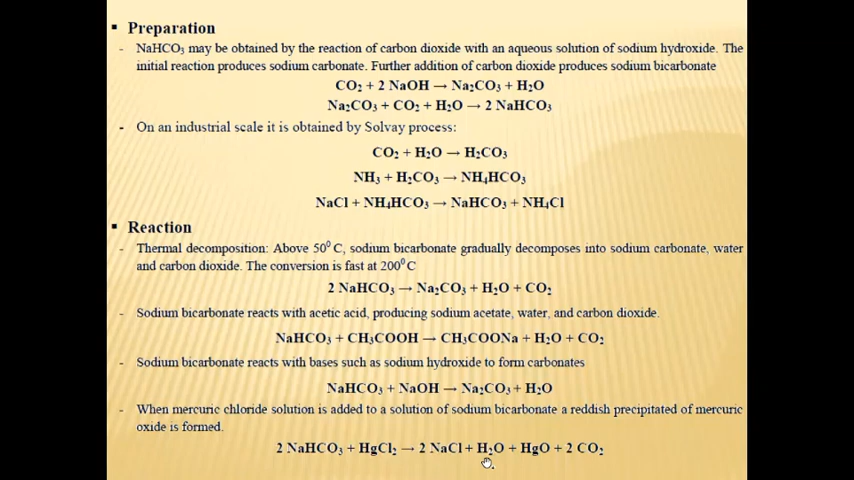 ▪ Preparation
- NaHCO₃ may be obtained by the reaction of carbon dioxide with an aqueous solution of sodium hydroxide. The
initial reaction produces sodium carbonate. Further addition of carbon dioxide produces sodium bicarbonate
CO₂ + 2 NaOH → Na₂CO₃ + H₂O
Na₂CO₃ + CO₂ + H₂O → 2 NaHCO₃
- On an industrial scale it is obtained by Solvay process:
CO₂ + H₂O → H₂CO₃
NH₃ + H₂CO₃ → NH₄HCO₃
NaCl + NH₄HCO₃ → NaHCO₃ + NH₄Cl
▪ Reaction
- Thermal decomposition: Above 50⁰ C, sodium bicarbonate gradually decomposes into sodium carbonate, water
and carbon dioxide. The conversion is fast at 200⁰ C
2 NaHCO₃ → Na₂CO₃ + H₂O + CO₂
- Sodium bicarbonate reacts with acetic acid, producing sodium acetate, water, and carbon dioxide.
NaHCO₃ + CH₃COOH → CH₃COONa + H₂O + CO₂
- Sodium bicarbonate reacts with bases such as sodium hydroxide to form carbonates
NaHCO₃ + NaOH → Na₂CO₃ + H₂O
- When mercuric chloride solution is added to a solution of sodium bicarbonate a reddish precipitated of mercuric
oxide is formed.
2 NaHCO₃ + HgCl₂ → 2 NaCl + H₂O + HgO + 2 CO₂